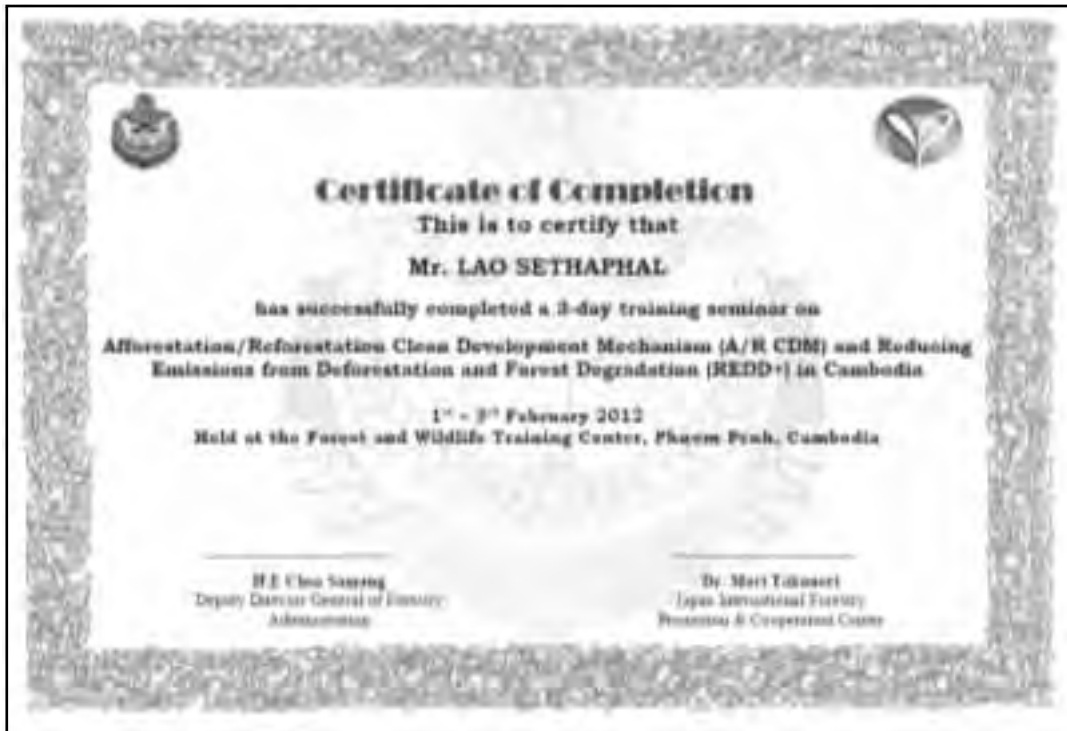 Certificate of Completion
This is to certify that
Mr. LAO SETHAPHAL
has successfully completed a 3-day training seminar on
Afforestation/Reforestation Clean Development Mechanism (A/R CDM) and Reducing
Emissions from Deforestation and Forest Degradation (REDD+) in Cambodia
1st - 3rd February 2012
Held at the Forest and Wildlife Training Center, Phnom Penh, Cambodia
H.E Chea
Deputy Director General of Forestry
Administration
Dr. Mori
Japan International Forestry
Promotion & Cooperation Center